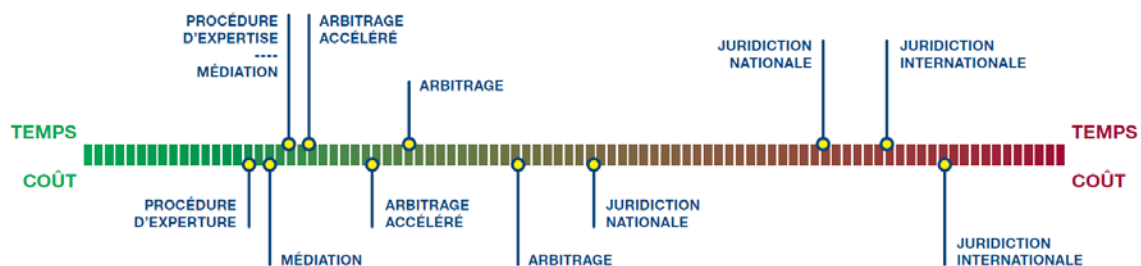 PROCÉDURE
D'EXPERTISE
----
MÉDIATION
ARBITRAGE
ACCÉLÉRÉ
ARBITRAGE
JURIDICTION
NATIONALE
JURIDICTION
INTERNATIONALE
TEMPS
TEMPS
COÛT
COÛT
PROCÉDURE
D'EXPERTURE
MÉDIATION
ARBITRAGE
ACCÉLÉRÉ
ARBITRAGE
JURIDICTION
NATIONALE
JURIDICTION
INTERNATIONALE